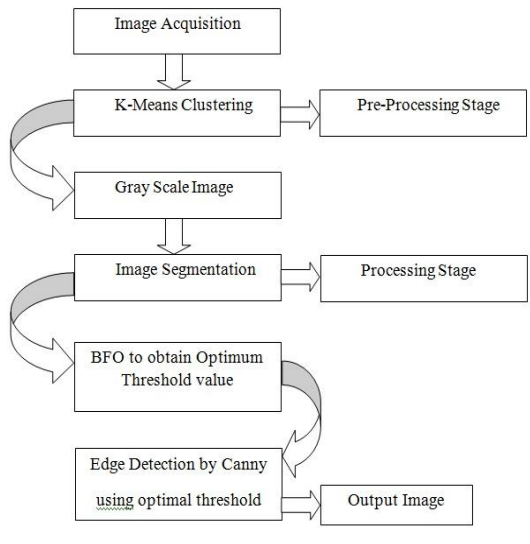 Image Acquisition
K-Means Clustering
Pre-Processing Stage
Gray Scale Image
Image Segmentation
Processing Stage
BFO to obtain Optimum
Threshold value
Edge Detection by Canny
using optimal threshold
Output Image